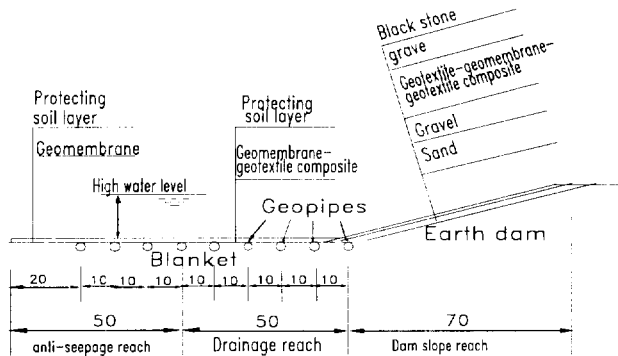 Black stone
grave
Geotextile-geomembrane-
geotextile composite
Gravel
Sand
Protecting
soil layer
Geomembrane
Protecting
soil layer
Geomembrane-
geotextile composite
High water level
Geopipes
Earth dam
Blanket
20 10 10 10 10 10 10 10 10
50 50 70
anti-seepage reach Drainage reach Dam slope reach